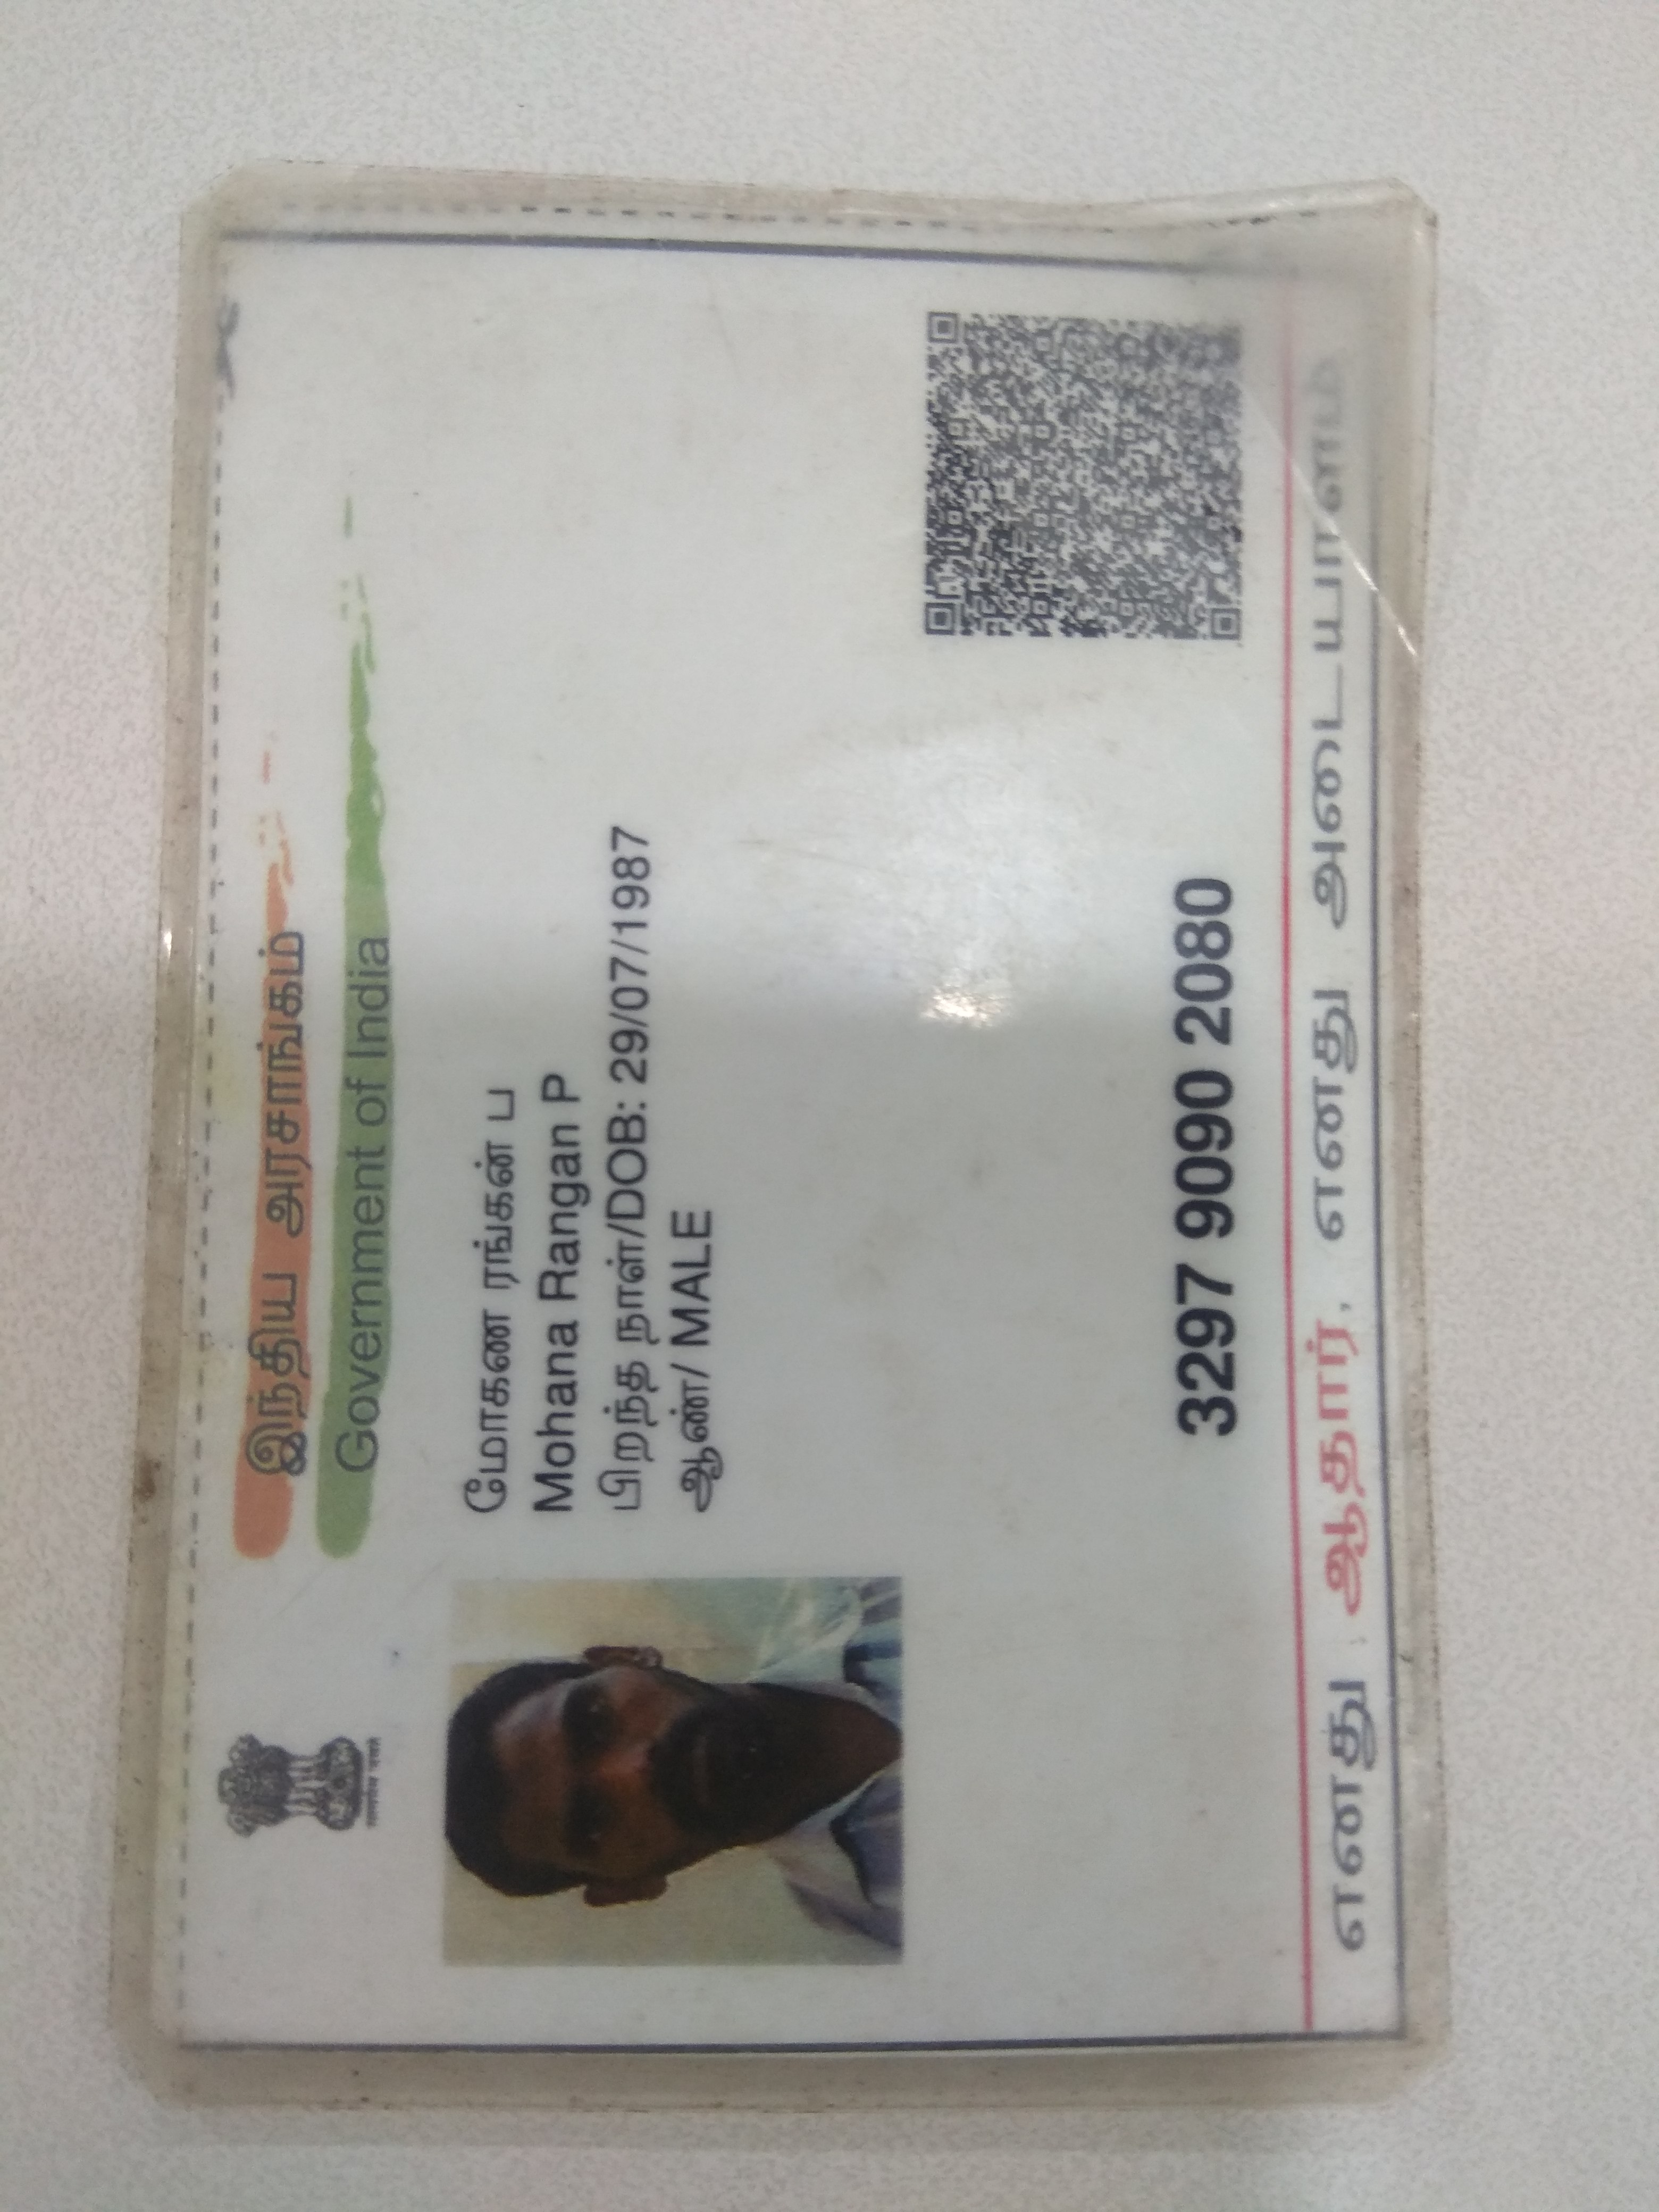 இந்திய அரசாங்கம்
Government of India
மோகண ரங்கன் ப
Mohana Rangan P
பிறந்த நாள்/DOB: 29/07/1987
ஆண்/ MALE
3297 9090 2080
எனது ஆதார், எனது அடையாளம்